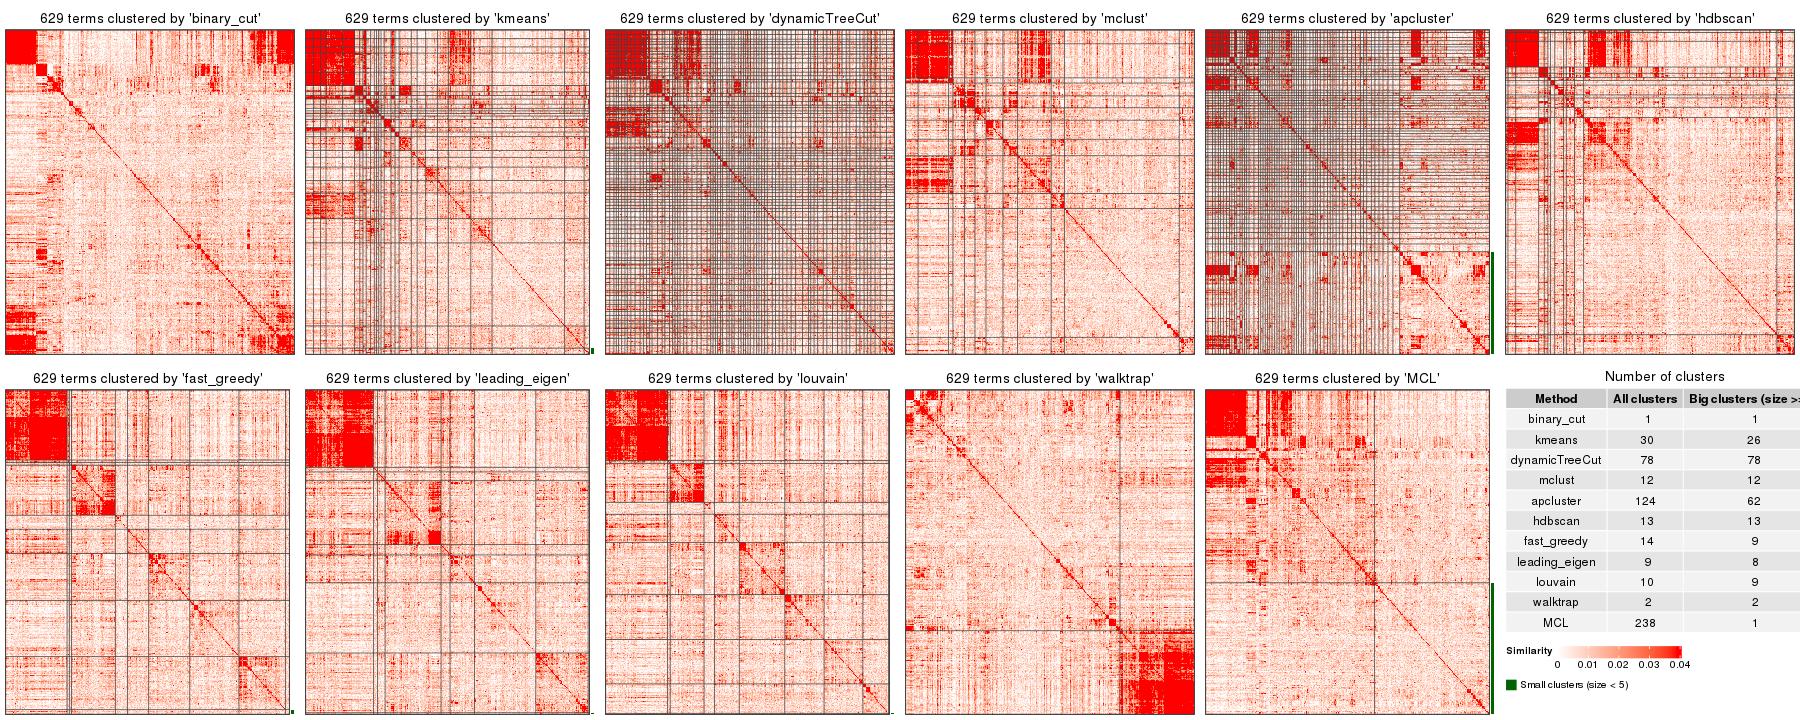 629 terms clustered by 'binary_cut'
629 terms clustered by 'kmeans'
629 terms clustered by 'dynamicTreeCut'
629 terms clustered by 'mclust'
629 terms clustered by 'apcluster'
629 terms clustered by 'hdbscan'
629 terms clustered by 'fast_greedy'
629 terms clustered by 'leading_eigen'
629 terms clustered by 'louvain'
629 terms clustered by 'walktrap'
629 terms clustered by 'MCL'
Number of clusters
Method All clusters Big clusters (size >
binary_cut 1 1
kmeans 30 26
dynamicTreeCut 78 78
mclust 12 12
apcluster 124 62
hdbscan 13 13
fast_greedy 14 9
leading_eigen 9 8
louvain 10 9
walktrap 2 2
MCL 238 1
Similarity
0 0.01 0.02 0.03 0.04
Small clusters (size < 5)